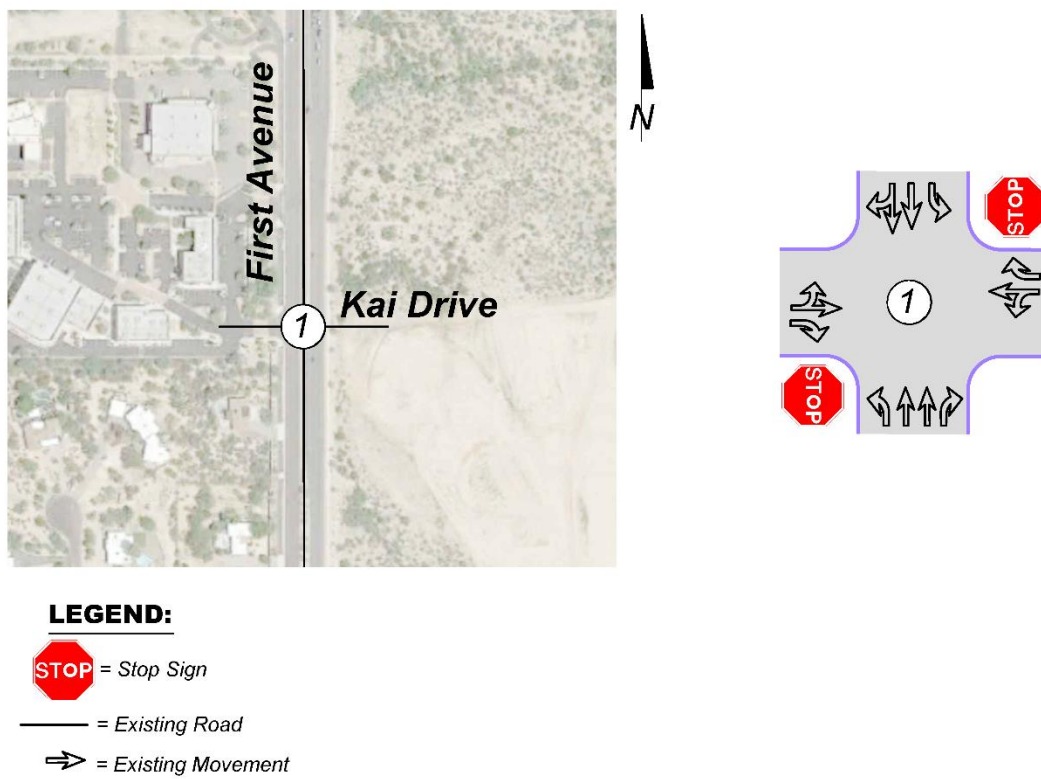 First Avenue
Kai Drive
1
N
STOP
1
STOP
LEGEND:
STOP = Stop Sign
= Existing Road
= Existing Movement